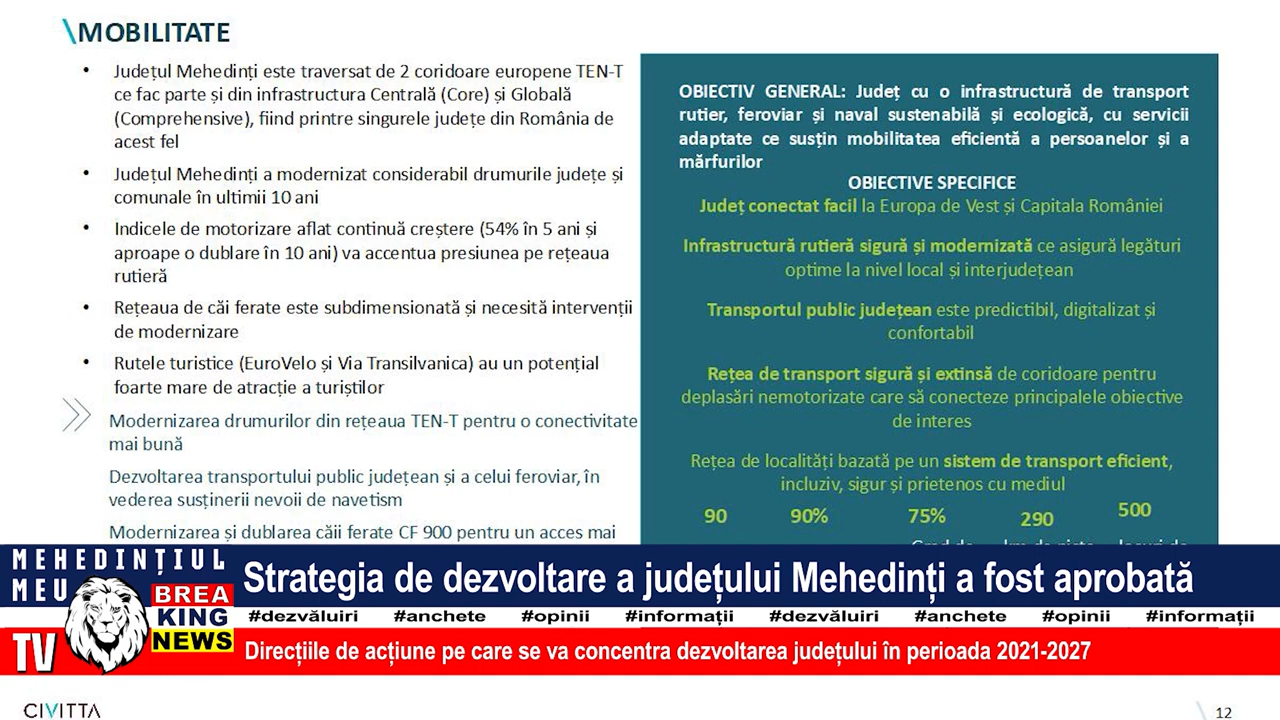 MOBILITATE
• Județul Mehedinți este traversat de 2 coridoare europene TEN-T
ce fac parte și din infrastructura Centrală (Core) și Globală
(Comprehensive), fiind printre singurele județe din România de
acest fel
• Județul Mehedinți a modernizat considerabil drumurile județe și
comunale în ultimii 10 ani
• Indicele de motorizare aflat continuă creștere (54% în 5 ani și
aproape o dublare în 10 ani) va accentua presiunea pe rețeaua
rutieră
• Rețeaua de căi ferate este subdimensionată și necesită intervenții
de modernizare
• Rutele turistice (EuroVelo și Via Transilvanica) au un potențial
foarte mare de atracție a turiștilor
Modernizarea drumurilor din rețeaua TEN-T pentru o conectivitate
mai bună
Dezvoltarea transportului public județean și a celui feroviar, în
vederea susținerii nevoii de navetism
Modernizarea și dublarea căii ferate CF 900 pentru un acces mai
OBIECTIV GENERAL: Județ cu o infrastructură de transport
rutier, feroviar și naval sustenabilă și ecologică, cu servicii
adaptate ce susțin mobilitatea eficientă a persoanelor și a
mărfurilor
OBIECTIVE SPECIFICE
Județ conectat facil la Europa de Vest și Capitala României
Infrastructură rutieră sigură și modernizată ce asigură legături
optime la nivel local și interjudețean
Transportul public județean este predictibil, digitalizat și
confortabil
Rețea de transport sigură și extinsă de coridoare pentru
deplasări nemotorizate care să conecteze principalele obiective
de interes
Rețea de localități bazată pe un sistem de transport eficient,
incluziv, sigur și prietenos cu mediul
90 90% 75% 290 500
MEHEDINȚIUL
MEU
TV
BREA
KING
NEWS
Strategia de dezvoltare a județului Mehedinți a fost aprobată
#dezvăluiri #anchete #opinii #informații #dezvăluiri #anchete #opinii #informații
Direcțiile de acțiune pe care se va concentra dezvoltarea județului în perioada 2021-2027
CIVITTA
12